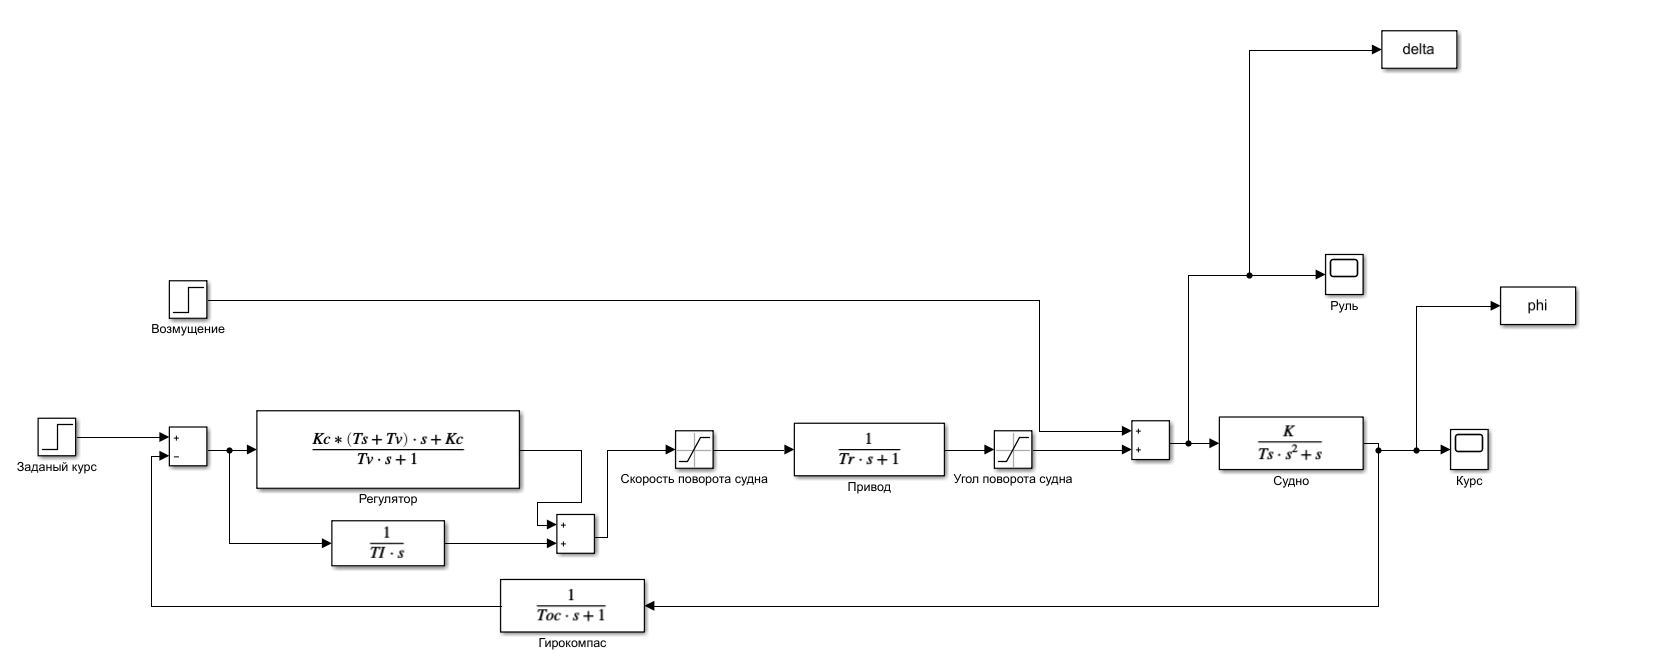 delta
Руль
phi
Возмущение
Заданый курс
+
−
Kc ∗ (Ts + Tv) · s + Kc
Tv · s + 1
Регулятор
Скорость поворота судна
1
Tr · s + 1
Привод
Угол поворота судна
+
+
K
Ts · s² + s
Судно
Курс
1
TI · s
+
+
1
Toc · s + 1
Гирокомпас